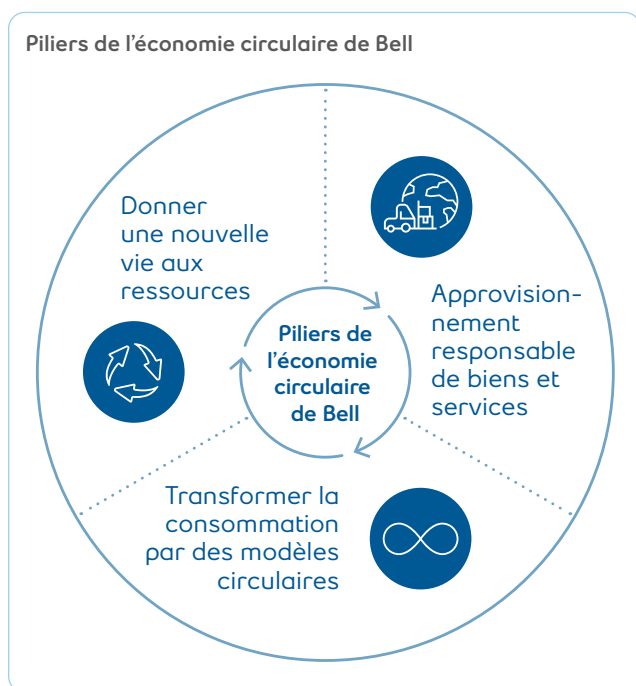 Piliers de l'économie circulaire de Bell
Donner
une nouvelle
vie aux
ressources
Approvision-
nement
responsable
de biens et
services
Piliers de
l'économie
circulaire
de Bell
Transformer la
consommation
par des modèles
circulaires